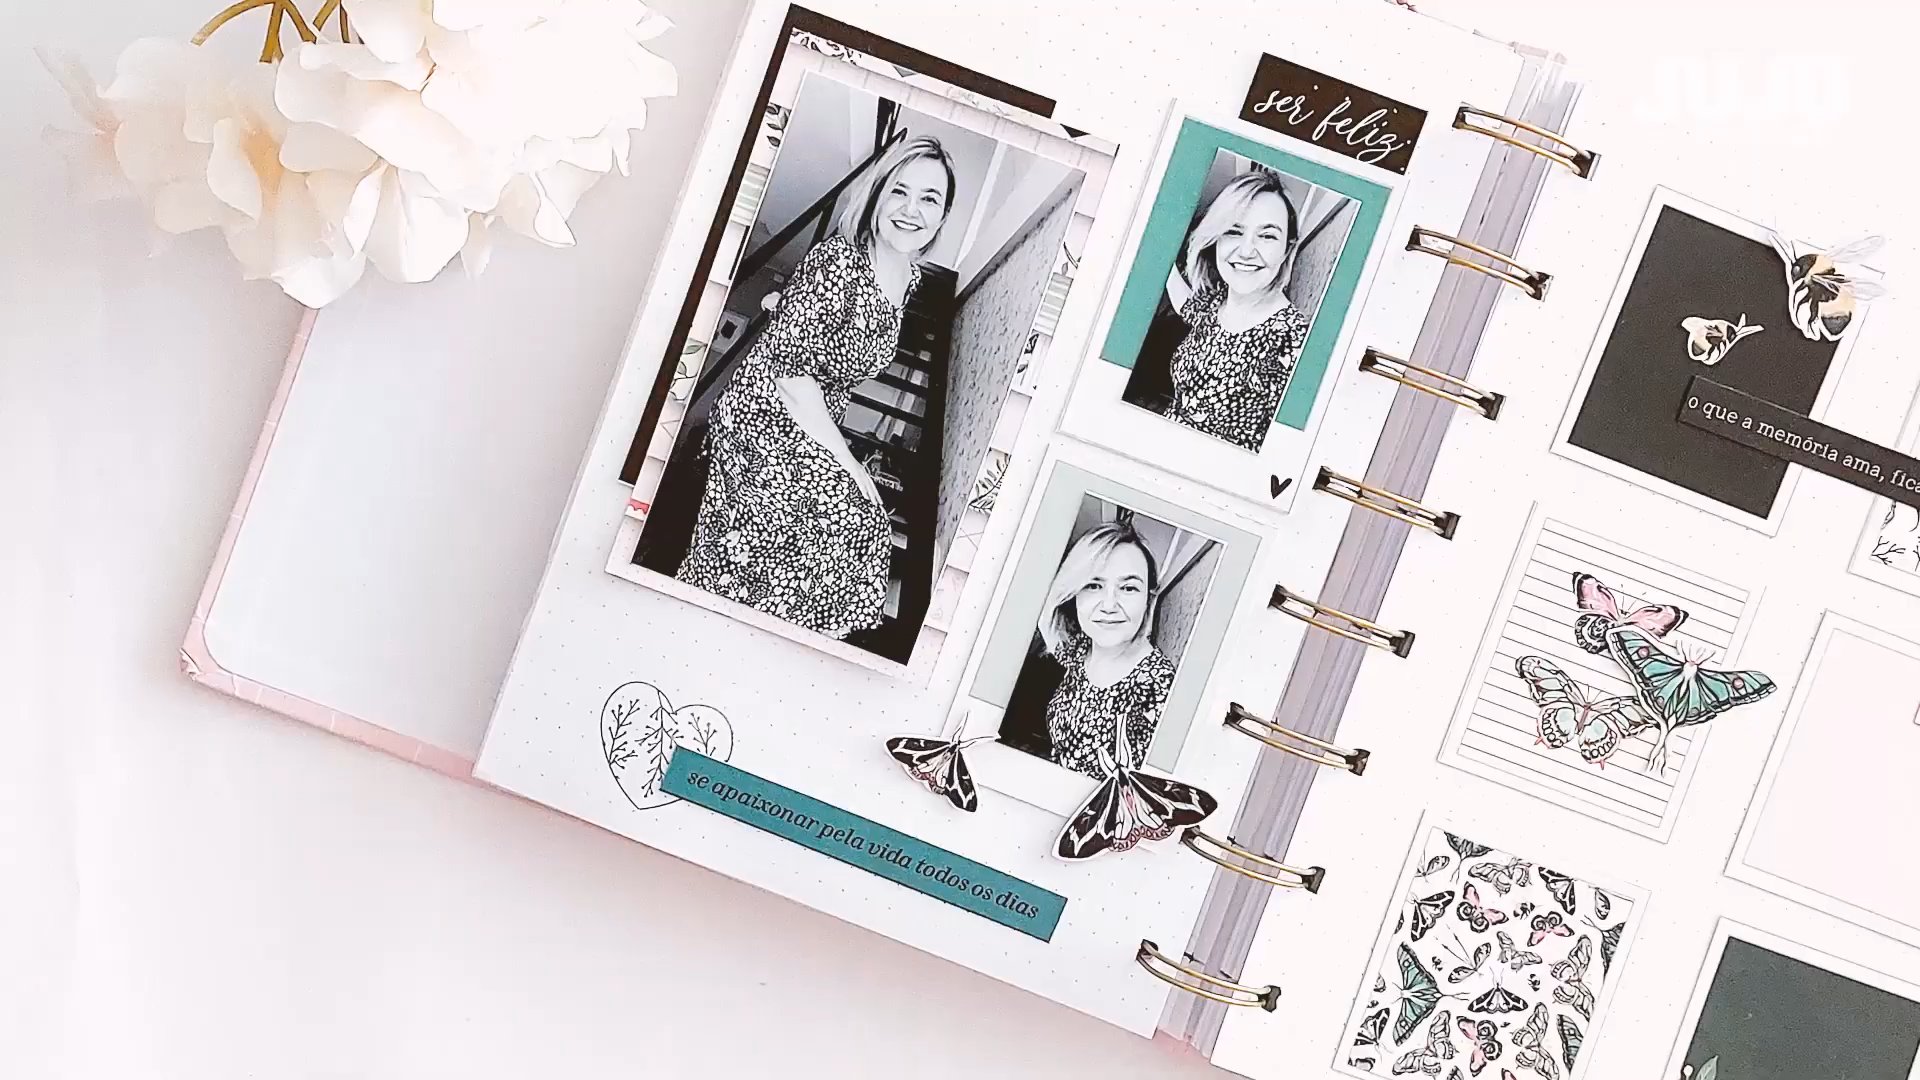 ser feliz.
o que a memória ama, fica
se apaixonar pela vida todos os dias